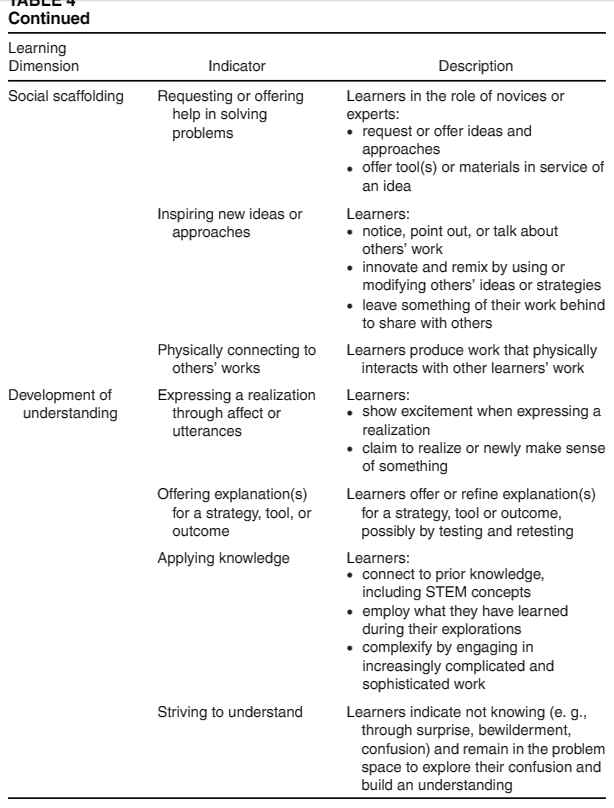 TABLE 4
Continued
Learning
Dimension
Indicator
Description
Social scaffolding
Requesting or offering
help in solving
problems
Learners in the role of novices or
experts:
• request or offer ideas and
approaches
• offer tool(s) or materials in service of
an idea
Inspiring new ideas or
approaches
Learners:
• notice, point out, or talk about
others’ work
• innovate and remix by using or
modifying others’ ideas or strategies
• leave something of their work behind
to share with others
Physically connecting to
others’ works
Learners produce work that physically
interacts with other learners’ work
Development of
understanding
Expressing a realization
through affect or
utterances
Learners:
• show excitement when expressing a
realization
• claim to realize or newly make sense
of something
Offering explanation(s)
for a strategy, tool, or
outcome
Learners offer or refine explanation(s)
for a strategy, tool or outcome,
possibly by testing and retesting
Applying knowledge
Learners:
• connect to prior knowledge,
including STEM concepts
• employ what they have learned
during their explorations
• complexify by engaging in
increasingly complicated and
sophisticated work
Striving to understand
Learners indicate not knowing (e. g.,
through surprise, bewilderment,
confusion) and remain in the problem
space to explore their confusion and
build an understanding